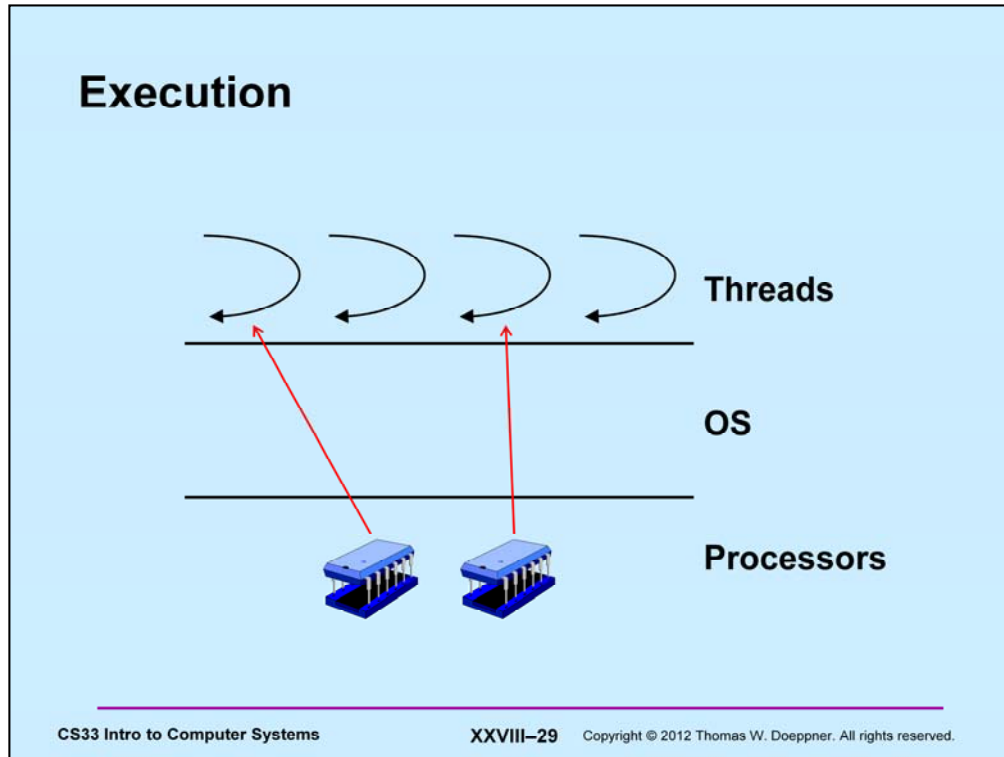 Execution
Threads
OS
Processors
CS33 Intro to Computer Systems XXVIII–29 Copyright © 2012 Thomas W. Doeppner. All rights reserved.